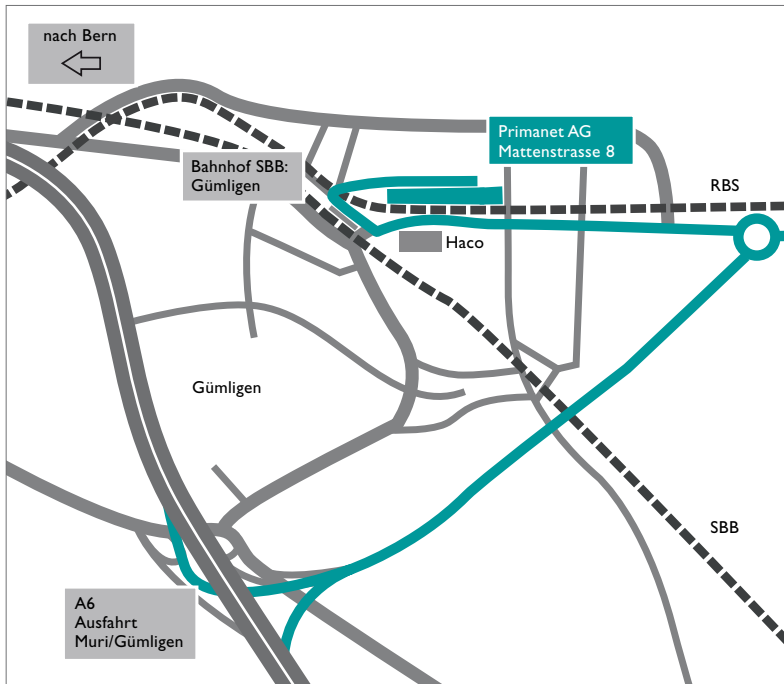 nach Bern
Primanet AG
Mattenstrasse 8
Bahnhof SBB:
Gümligen
RBS
Haco
Gümligen
SBB
A6
Ausfahrt
Muri/Gümligen